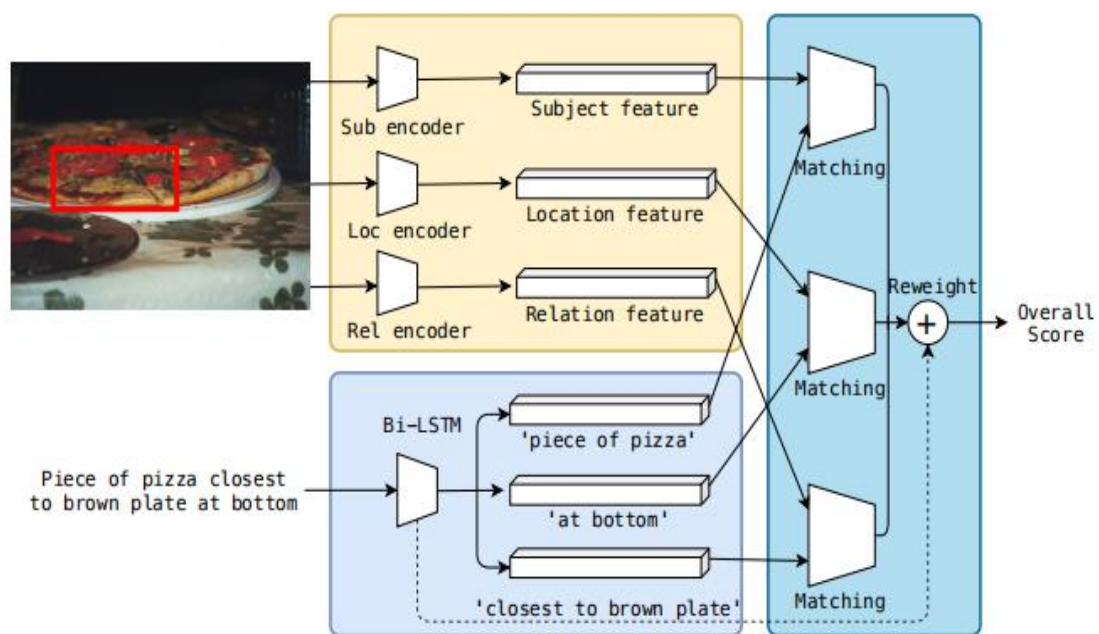 Sub encoder
Subject feature
Matching
Loc encoder
Location feature
Rel encoder
Relation feature
Matching
Reweight
+
Overall
Score
Piece of pizza closest
to brown plate at bottom
Bi-LSTM
'piece of pizza'
'at bottom'
'closest to brown plate'
Matching